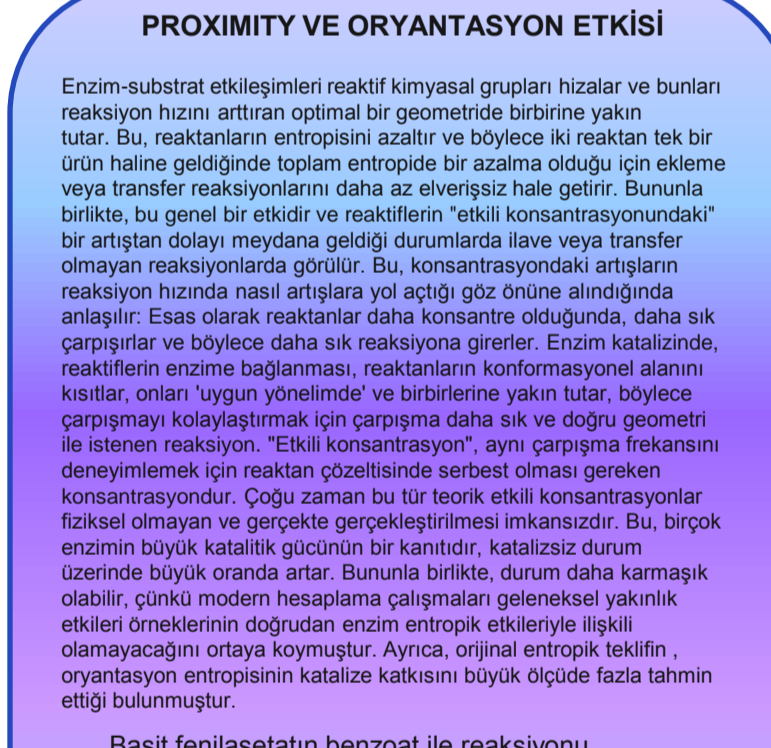 PROXIMITY VE ORYANTASYON ETKİSİ
Enzim-substrat etkileşimleri reaktif kimyasal grupları hizalar ve bunları
reaksiyon hızını arttıran optimal bir geometride birbirine yakın
tutar. Bu, reaktanların entropisini azaltır ve böylece iki reaktan tek bir
ürün haline geldiğinde toplam entropide bir azalma olduğu için ekleme
veya transfer reaksiyonlarını daha az elverişsiz hale getirir. Bununla
birlikte, bu genel bir etkidir ve reaktiflerin "etkili konsantrasyonundaki"
bir artıştan dolayı meydana geldiği durumlarda ilave veya transfer
olmayan reaksiyonlarda görülür. Bu, konsantrasyondaki artışların
reaksiyon hızında nasıl artışlara yol açtığı göz önüne alındığında
anlaşılır: Esas olarak reaktanlar daha konsantre olduğunda, daha sık
çarpışırlar ve böylece daha sık reaksiyona girerler. Enzim katalizinde,
reaktiflerin enzime bağlanması, reaktanların konformasyonel alanını
kısıtlar, onları 'uygun yönelimde' ve birbirlerine yakın tutar, böylece
çarpışmayı kolaylaştırmak için çarpışma daha sık ve doğru geometri
ile istenen reaksiyon. "Etkili konsantrasyon", aynı çarpışma frekansını
deneyimlemek için reaktan çözeltisinde serbest olması gereken
konsantrasyondur. Çoğu zaman bu tür teorik etkili konsantrasyonlar
fiziksel olmayan ve gerçekte gerçekleştirilmesi imkansızdır. Bu, birçok
enzimin büyük katalitik gücünün bir kanıtıdır, katalizsiz durum
üzerinde büyük oranda artar. Bununla birlikte, durum daha karmaşık
olabilir, çünkü modern hesaplama çalışmaları geleneksel yakınlık
etkileri örneklerinin doğrudan enzim entropik etkileriyle ilişkili
olamayacağını ortaya koymuştur. Ayrıca, orijinal entropik teklifin ,
oryantasyon entropisinin katalize katkısını büyük ölçüde fazla tahmin
ettiği bulunmuştur.
Basit fenilasetatın benzoat ile reaksiyonu